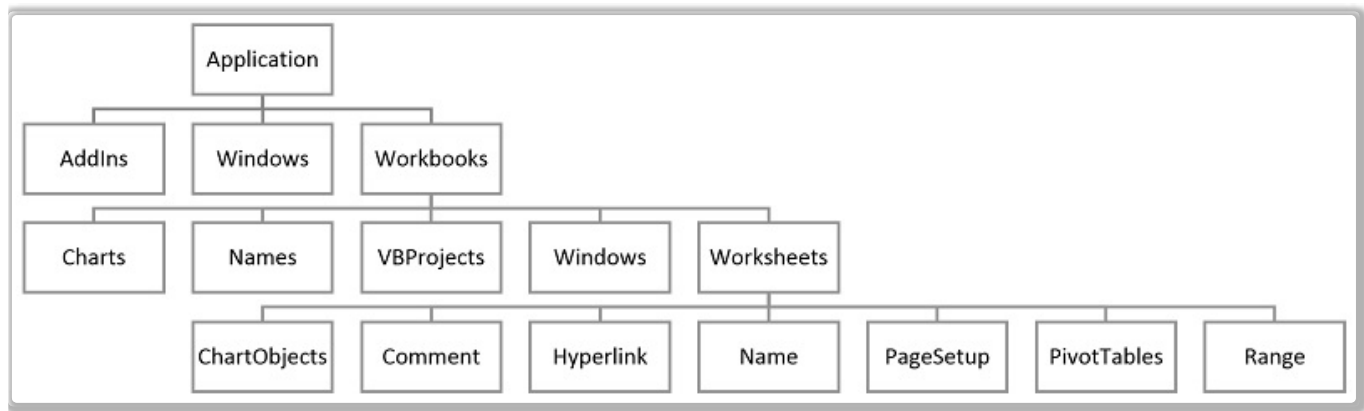 Application
AddIns Windows Workbooks
Charts Names VBProjects Windows Worksheets
ChartObjects Comment Hyperlink Name PageSetup PivotTables Range